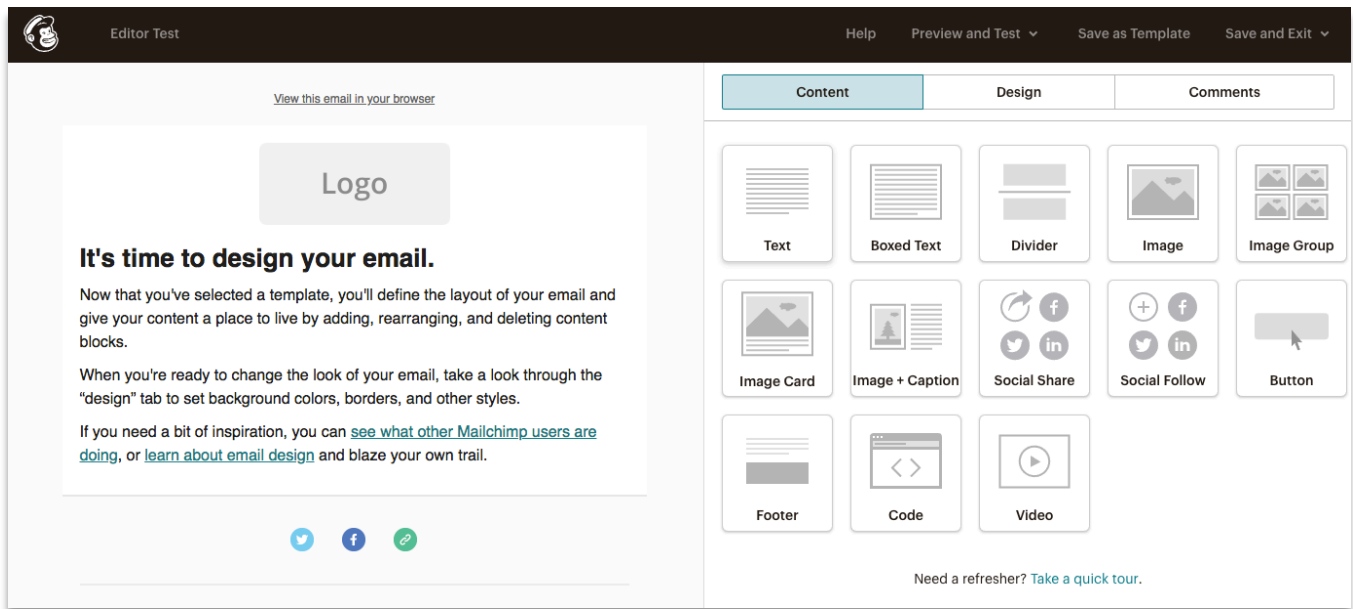 Editor Test Help Preview and Test Save as Template Save and Exit
View this email in your browser
Content Design Comments
Logo
It's time to design your email.
Now that you've selected a template, you'll define the layout of your email and
give your content a place to live by adding, rearranging, and deleting content
blocks.
When you're ready to change the look of your email, take a look through the
“design” tab to set background colors, borders, and other styles.
If you need a bit of inspiration, you can see what other Mailchimp users are
doing, or learn about email design and blaze your own trail.
Text Boxed Text Divider Image Image Group
Image Card Image + Caption Social Share Social Follow Button
Footer Code Video
Need a refresher? Take a quick tour.